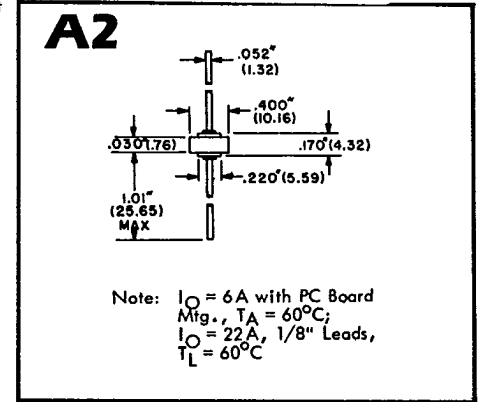 A2
.052"
(1.32)
.400"
(10.16)
.030"(.76)
.170"(4.32)
.220"(5.59)
1.01"
(25.65)
MAX
Note: IO = 6A with PC Board
Mtg., TA = 60°C;
IO = 22A, 1/8" Leads,
TL = 60°C